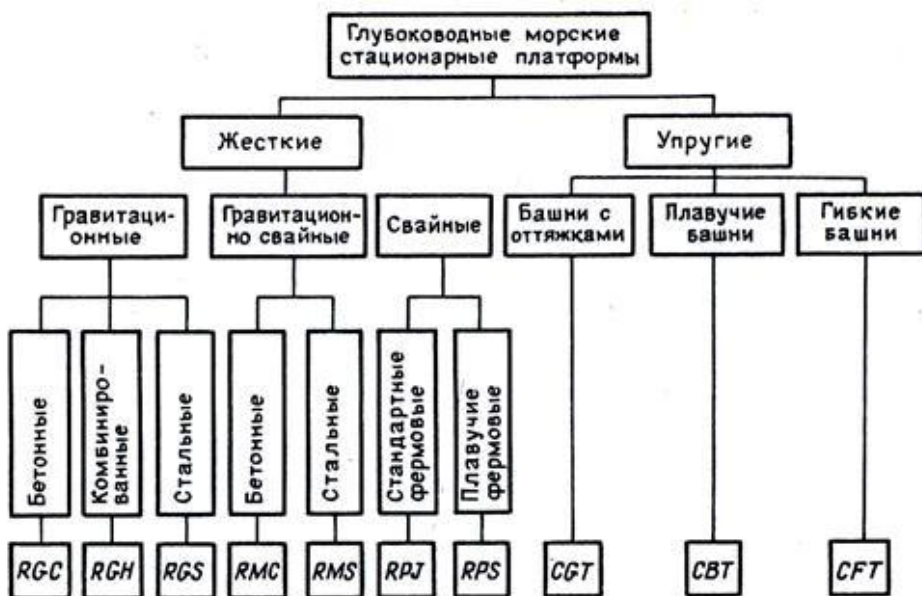 Глубоководные морские
стационарные платформы
Жесткие
Упругие
Гравитаци-
онные
Гравитацион-
но свайные
Свайные
Башни с
оттяжками
Плавучие
башни
Гибкие
башни
Бетонные
Комбиниро-
ванные
Стальные
Бетонные
Стальные
Стандартные
фермовые
Плавучие
фермовые
RGC
RGH
RGS
RMC
RMS
RPJ
RPS
CGT
CBT
CFT